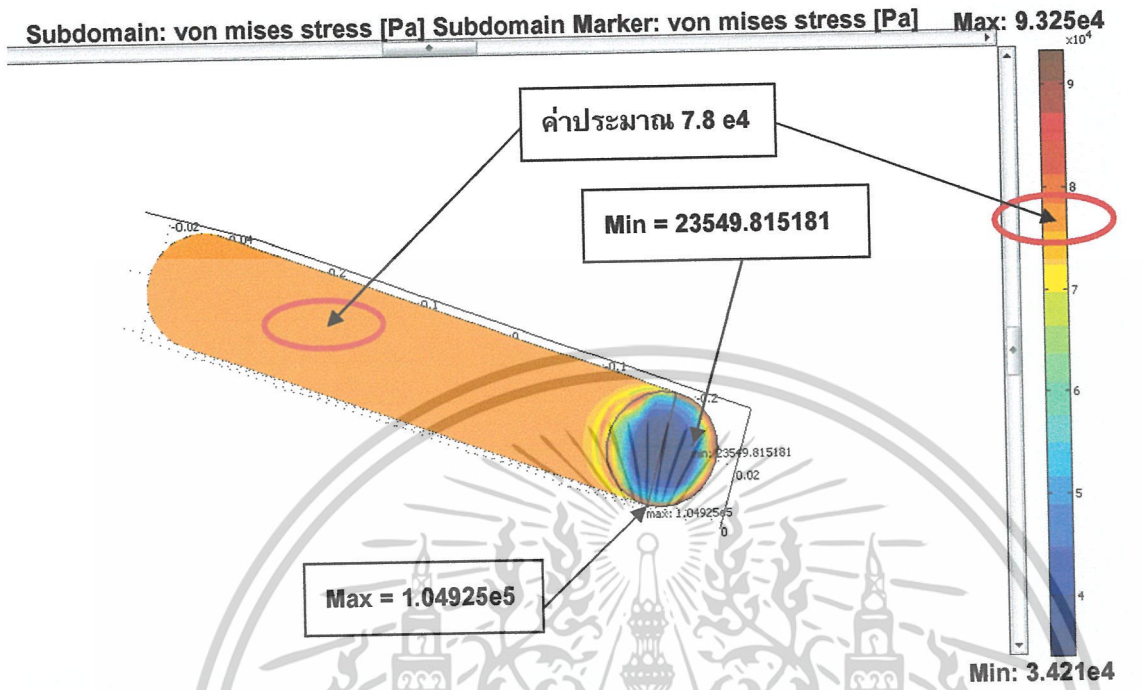 Subdomain: von mises stress [Pa] Subdomain Marker: von mises stress [Pa] Max: 9.325e4
x10⁴
9
8
7
6
5
4
Min: 3.421e4
ค่าประมาณ 7.8 e4
Min = 23549.815181
Max = 1.04925e5
-0.02
0.04
0.2
0.1
0
-0.1
-0.2
min: 23549.815181
0.02
max: 1.04925e5
0